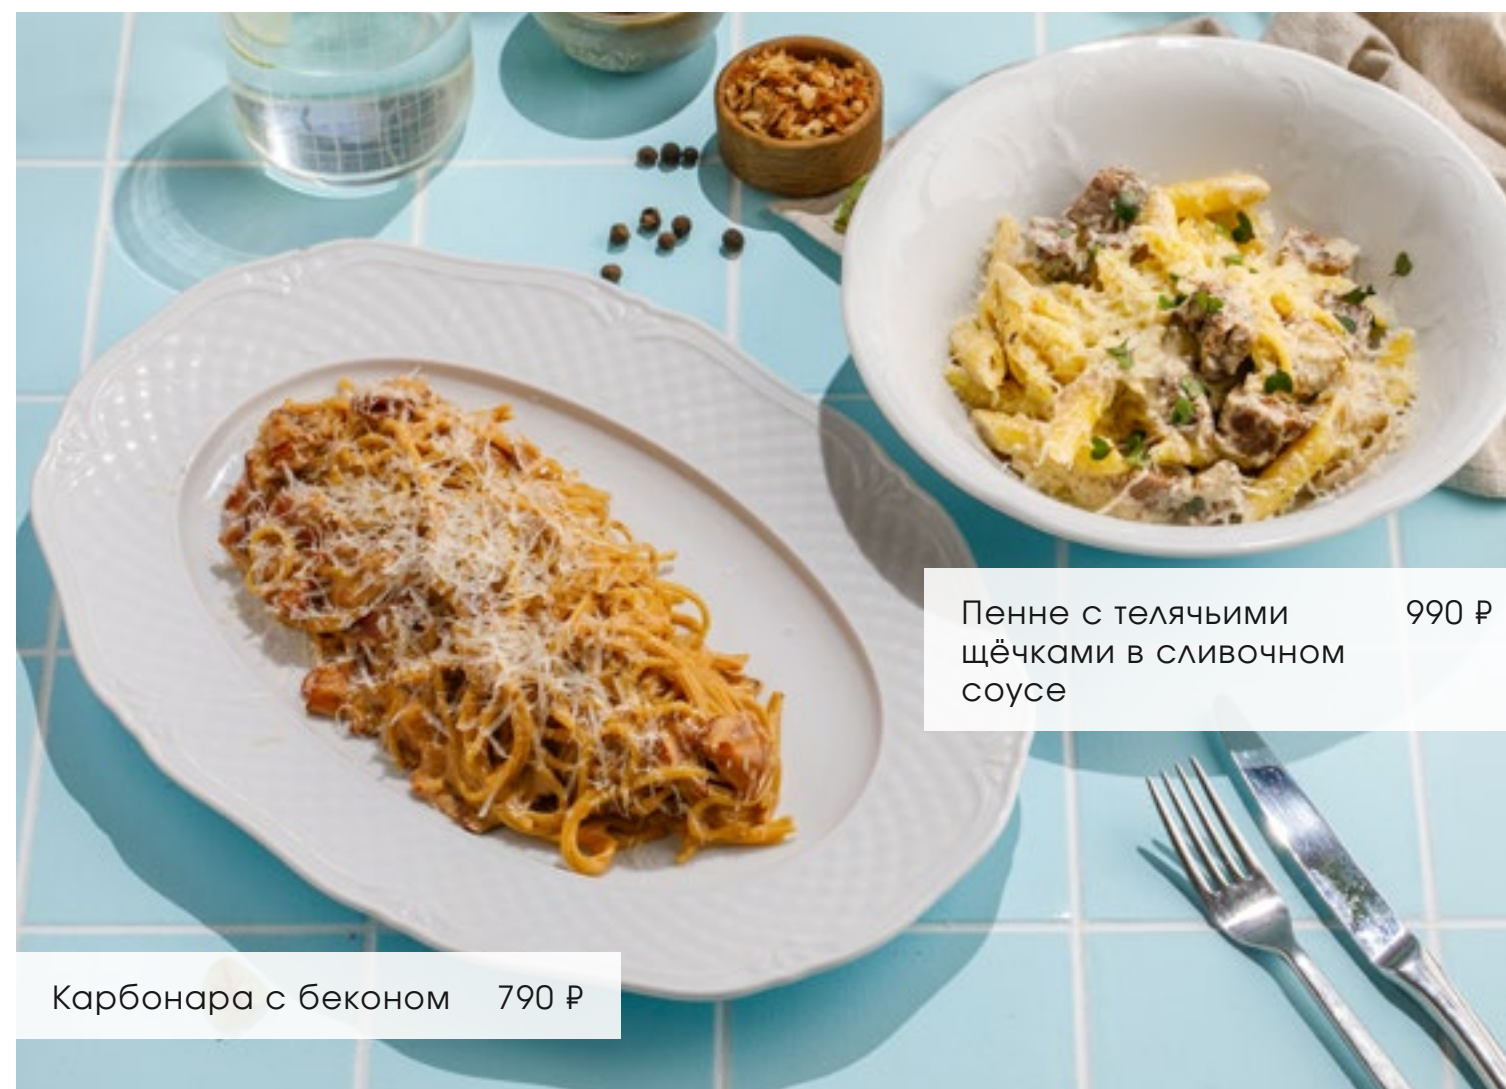 Пенне с телячьими 990 ₽
щёчками в сливочном
соусе
Карбонара с беконом 790 ₽